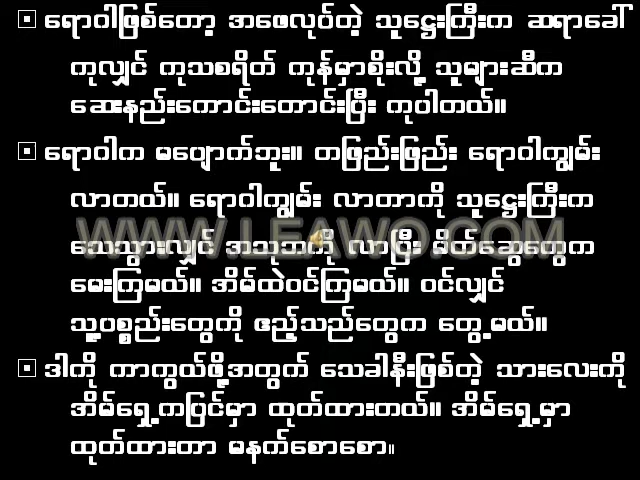 ရောဂါဖြစ်တော့ အဖေလုပ်တဲ့ သူဌေးကြီးက ဆရာခေါ်
ကုလျှင် ကုသစရိတ် ကုန်မှာစိုးလို့ သူများဆီက
ဆေးနည်းကောင်းတောင်းပြီး ကုပါတယ်။
ရောဂါက မပျောက်ဘူး။ တဖြည်းဖြည်း ရောဂါကျွမ်း
လာတယ်။ ရောဂါကျွမ်း လာတာကို သူဌေးကြီးက
WWW.LEAWO.COM
သေသွားလျှင် အသုဘကို လာပြီး မိတ်ဆွေတွေက
မေးကြမယ်။ အိမ်ထဲဝင်ကြမယ်။ ဝင်လျှင်
သူ့ပစ္စည်းတွေကို ဧည့်သည်တွေက တွေ့မယ်။
ဒါကို ကာကွယ်ဖို့အတွက် သေခါနီးဖြစ်တဲ့ သားလေးကို
အိမ်ရှေ့ကပြင်မှာ ထုတ်ထားတယ်။ အိမ်ရှေ့မှာ
ထုတ်ထားတာ မနက်စောစော။